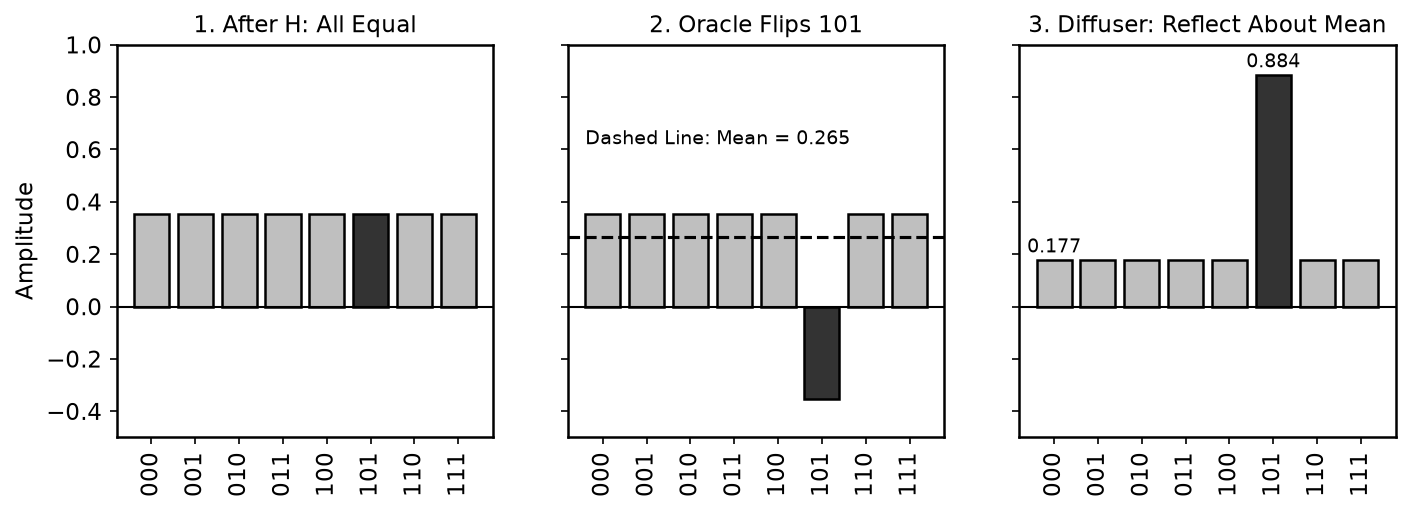 1. After H: All Equal
2. Oracle Flips 101
3. Diffuser: Reflect About Mean
Amplitude
1.0
0.8
0.6
0.4
0.2
0.0
−0.2
−0.4
Dashed Line: Mean = 0.265
0.884
0.177
000 001 010 011 100 101 110 111
000 001 010 011 100 101 110 111
000 001 010 011 100 101 110 111